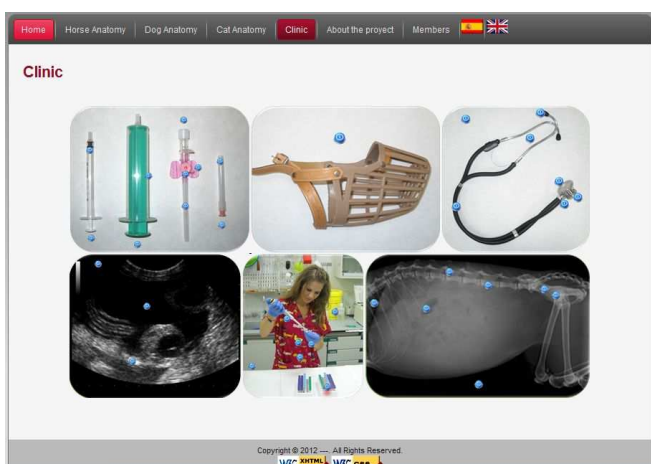 Home Horse Anatomy Dog Anatomy Cat Anatomy Clinic About the proyect Members
Clinic
Copyright © 2012 ---. All Rights Reserved.
W3C XHTML W3C CSS